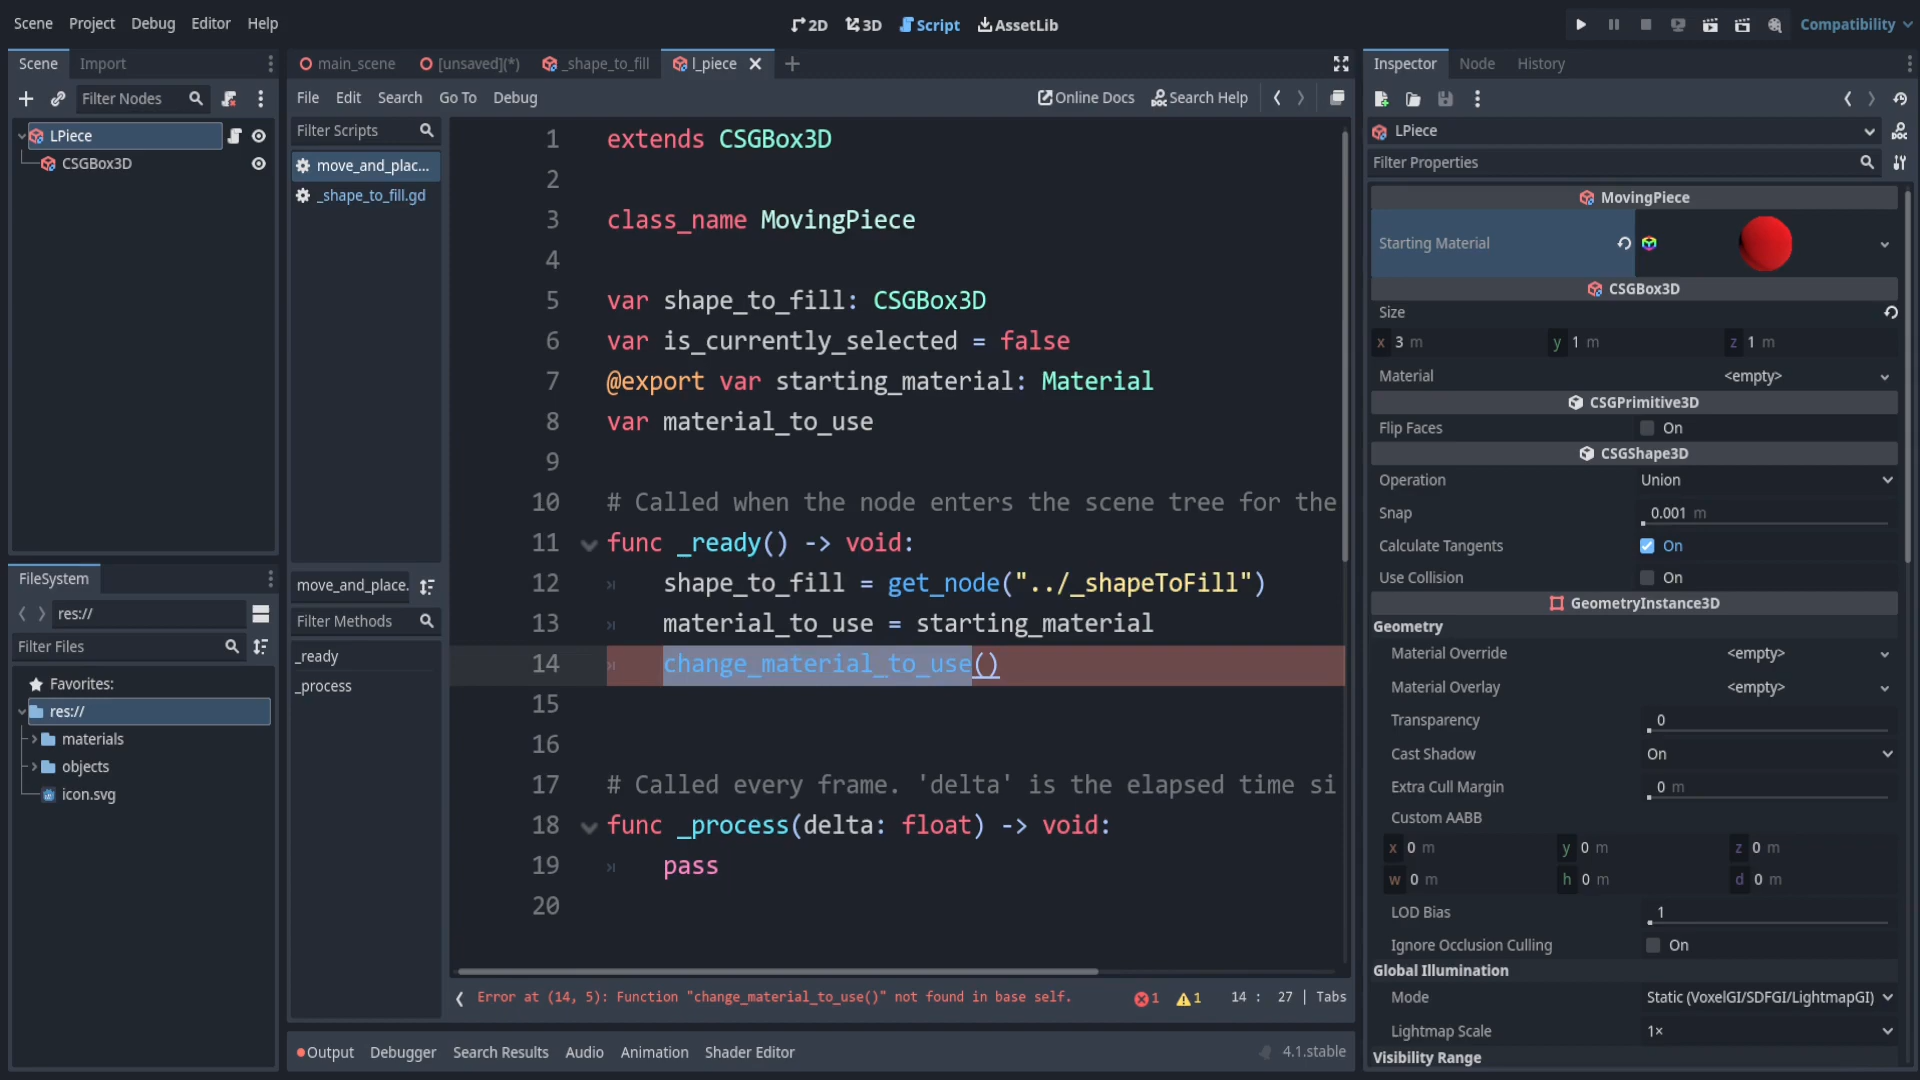 Scene Project Debug Editor Help
2D 3D Script AssetLib
Compatibility
Scene Import
Filter Nodes
LPiece
CSGBox3D
FileSystem
res://
Filter Files
Favorites:
res://
materials
objects
icon.svg
main_scene [unsaved](*) _shape_to_fill l_piece
File Edit Search Go To Debug
Online Docs Search Help
Filter Scripts
move_and_plac...
_shape_to_fill.gd
move_and_place.
Filter Methods
_ready
_process
1 extends CSGBox3D
2
3 class_name MovingPiece
4
5 var shape_to_fill: CSGBox3D
6 var is_currently_selected = false
7 @export var starting_material: Material
8 var material_to_use
9
10 # Called when the node enters the scene tree for the
11 func _ready() -> void:
12 shape_to_fill = get_node("../_shapeToFill")
13 material_to_use = starting_material
14 change_material_to_use()
15
16
17 # Called every frame. 'delta' is the elapsed time si
18 func _process(delta: float) -> void:
19 pass
20
Error at (14, 5): Function "change_material_to_use()" not found in base self.
1 1 14 : 27 | Tabs
Output Debugger Search Results Audio Animation Shader Editor
4.1.stable
Inspector Node History
LPiece
Filter Properties
MovingPiece
Starting Material
CSGBox3D
Size
x 3 m y 1 m z 1 m
Material <empty>
CSGPrimitive3D
Flip Faces On
CSGShape3D
Operation Union
Snap 0.001 m
Calculate Tangents On
Use Collision On
GeometryInstance3D
Geometry
Material Override <empty>
Material Overlay <empty>
Transparency 0
Cast Shadow On
Extra Cull Margin 0 m
Custom AABB
x 0 m y 0 m z 0 m
w 0 m h 0 m d 0 m
LOD Bias 1
Ignore Occlusion Culling On
Global Illumination
Mode Static (VoxelGI/SDFGI/LightmapGI)
Lightmap Scale 1×
Visibility Range